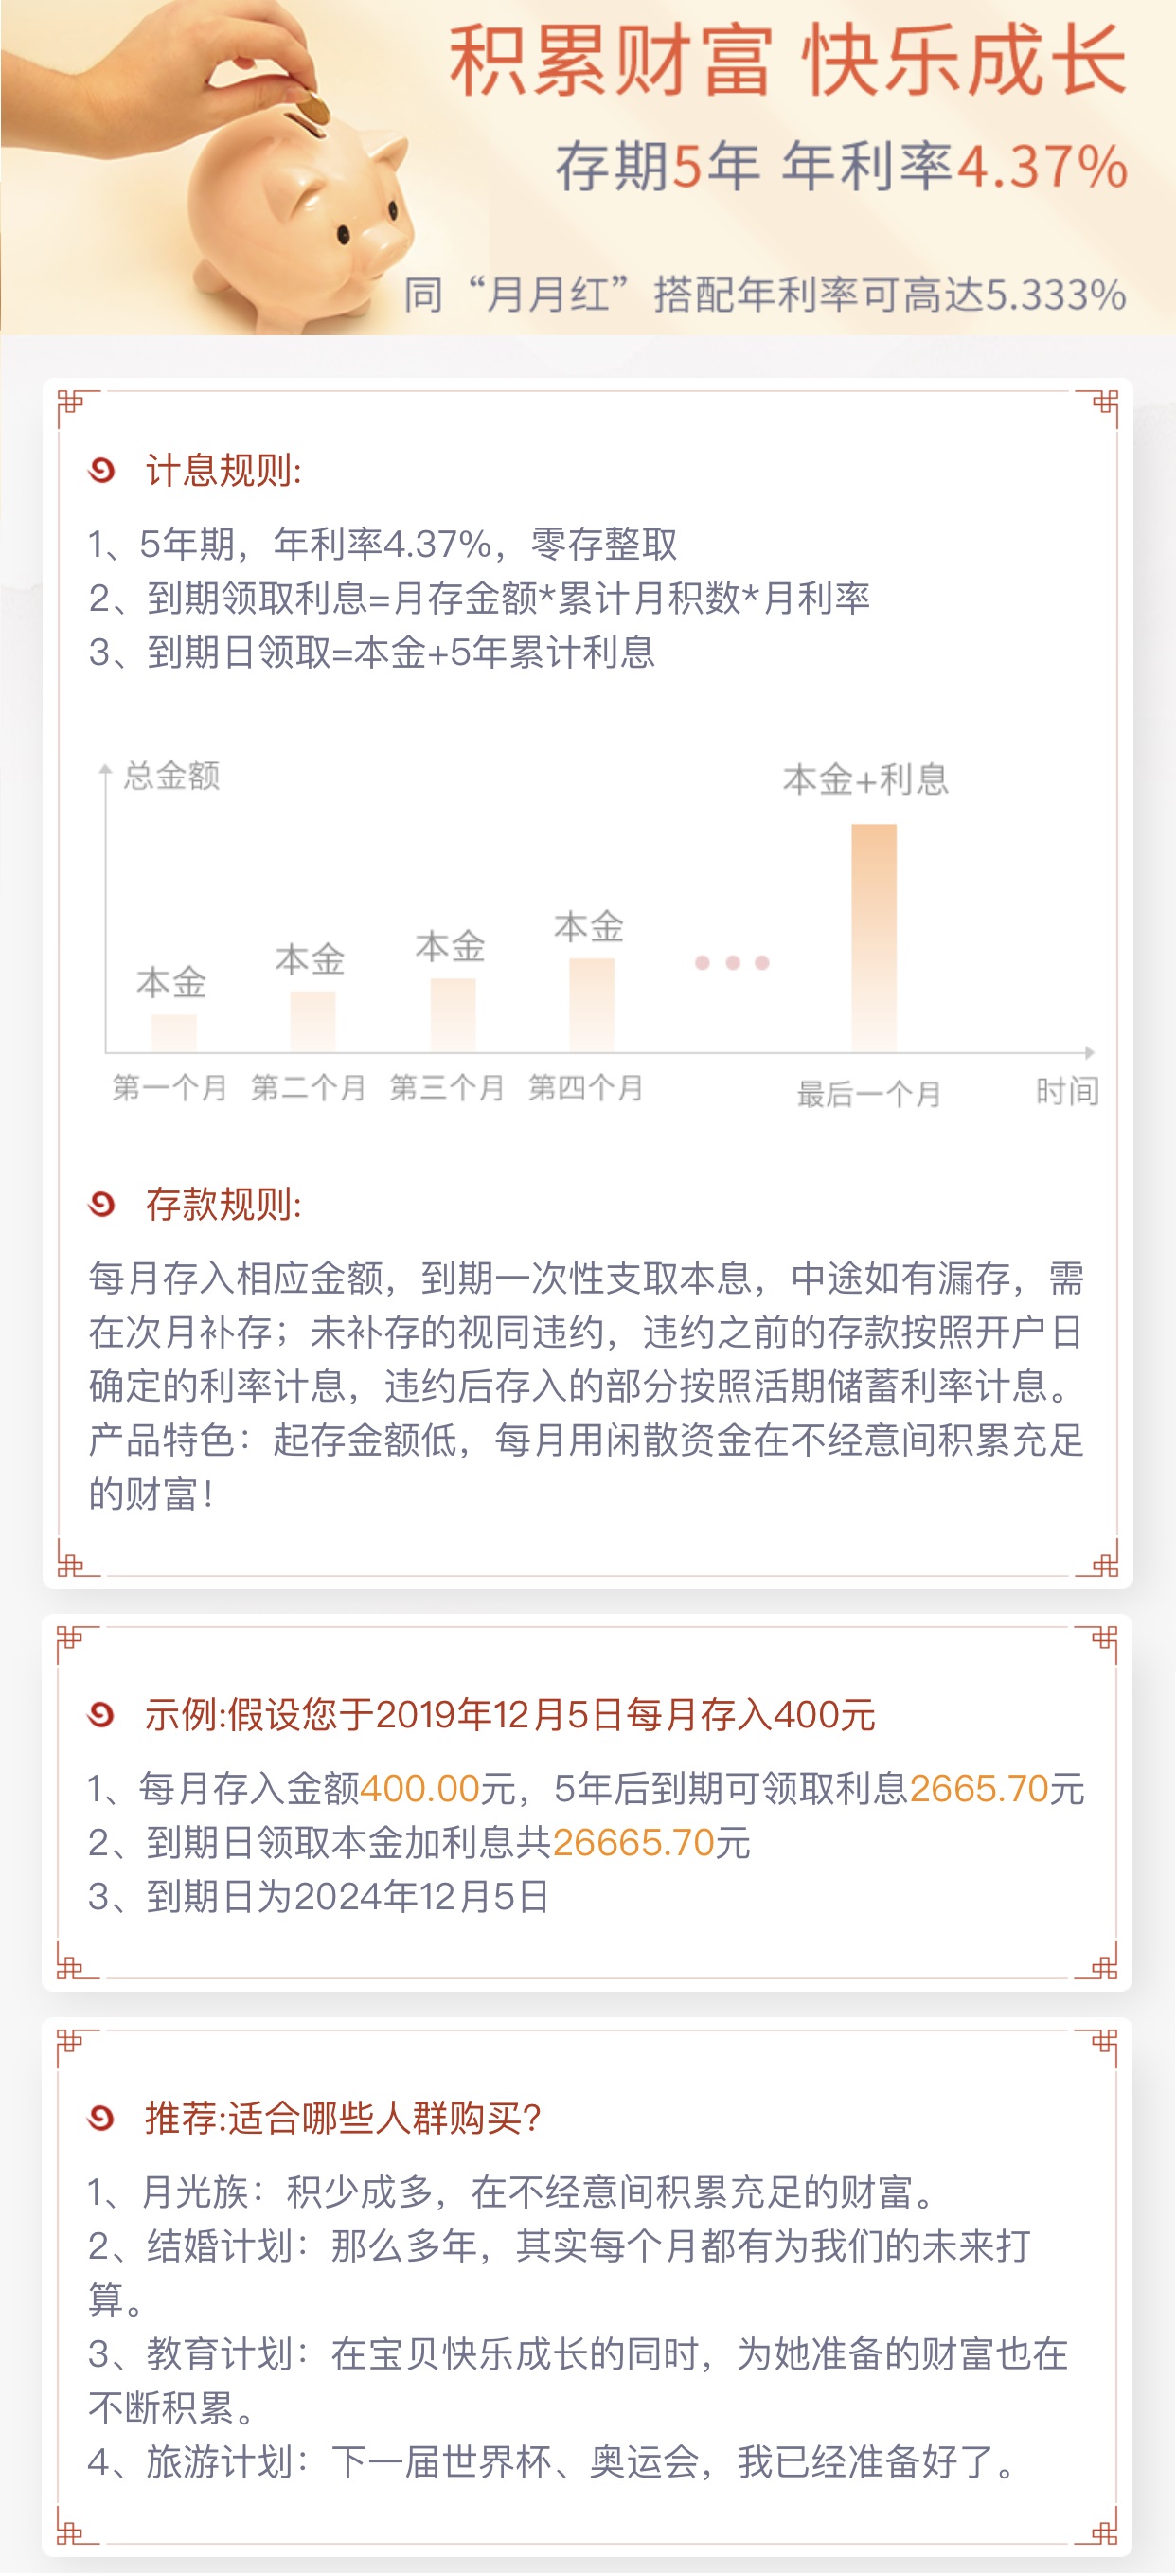 积累财富 快乐成长
存期5年 年利率4.37%
同“月月红”搭配年利率可高达5.333%
计息规则:
1、5年期，年利率4.37%，零存整取
2、到期领取利息=月存金额*累计月积数*月利率
3、到期日领取=本金+5年累计利息
总金额
本金+利息
本金
本金
本金
本金
第一个月 第二个月 第三个月 第四个月 最后一个月 时间
存款规则:
每月存入相应金额，到期一次性支取本息，中途如有漏存，需
在次月补存；未补存的视同违约，违约之前的存款按照开户日
确定的利率计息，违约后存入的部分按照活期储蓄利率计息。
产品特色：起存金额低，每月用闲散资金在不经意间积累充足
的财富！
示例:假设您于2019年12月5日每月存入400元
1、每月存入金额400.00元，5年后到期可领取利息2665.70元
2、到期日领取本金加利息共26665.70元
3、到期日为2024年12月5日
推荐:适合哪些人群购买?
1、月光族：积少成多，在不经意间积累充足的财富。
2、结婚计划：那么多年，其实每个月都有为我们的未来打
算。
3、教育计划：在宝贝快乐成长的同时，为她准备的财富也在
不断积累。
4、旅游计划：下一届世界杯、奥运会，我已经准备好了。